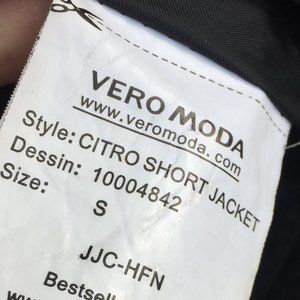 VERO MODA
www.veromoda.com
Style: CITRO SHORT JACKET
Dessin: 10004842
Size: S
JJC-HFN
Bestsell